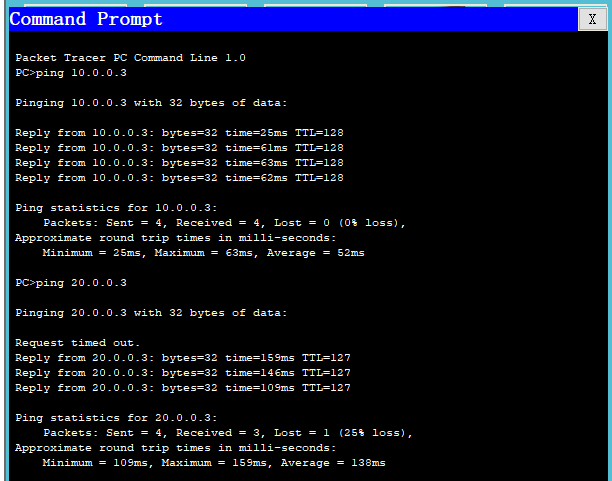 Command Prompt
X
Packet Tracer PC Command Line 1.0
PC>ping 10.0.0.3
Pinging 10.0.0.3 with 32 bytes of data:
Reply from 10.0.0.3: bytes=32 time=25ms TTL=128
Reply from 10.0.0.3: bytes=32 time=61ms TTL=128
Reply from 10.0.0.3: bytes=32 time=63ms TTL=128
Reply from 10.0.0.3: bytes=32 time=62ms TTL=128
Ping statistics for 10.0.0.3:
Packets: Sent = 4, Received = 4, Lost = 0 (0% loss),
Approximate round trip times in milli-seconds:
Minimum = 25ms, Maximum = 63ms, Average = 52ms
PC>ping 20.0.0.3
Pinging 20.0.0.3 with 32 bytes of data:
Request timed out.
Reply from 20.0.0.3: bytes=32 time=159ms TTL=127
Reply from 20.0.0.3: bytes=32 time=146ms TTL=127
Reply from 20.0.0.3: bytes=32 time=109ms TTL=127
Ping statistics for 20.0.0.3:
Packets: Sent = 4, Received = 3, Lost = 1 (25% loss),
Approximate round trip times in milli-seconds:
Minimum = 109ms, Maximum = 159ms, Average = 138ms